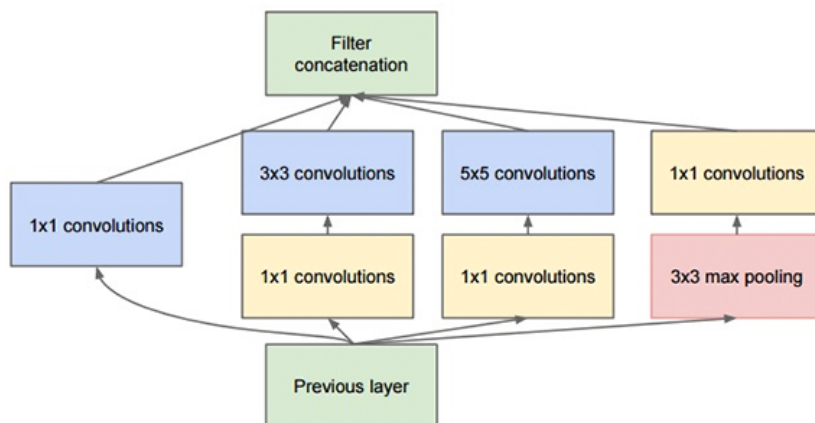 Filter
concatenation
3x3 convolutions
5x5 convolutions
1x1 convolutions
1x1 convolutions
1x1 convolutions
1x1 convolutions
3x3 max pooling
Previous layer